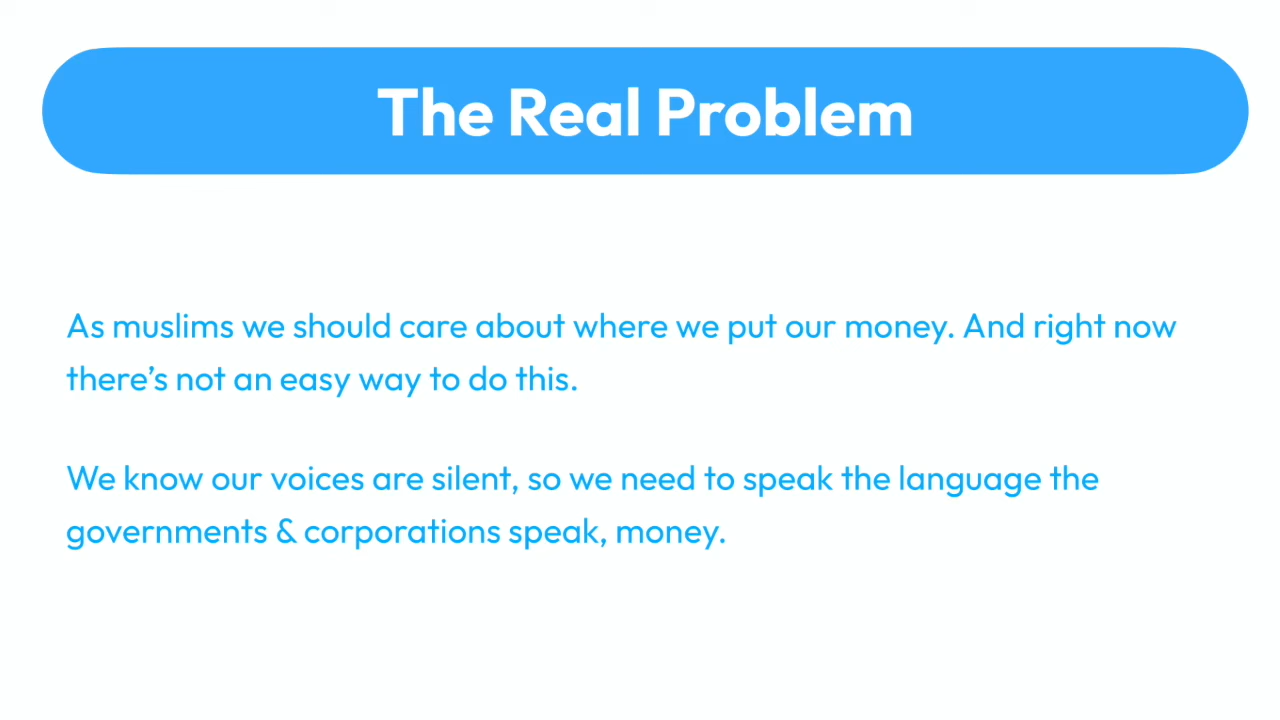 The Real Problem
As muslims we should care about where we put our money. And right now
there’s not an easy way to do this.
We know our voices are silent, so we need to speak the language the
governments & corporations speak, money.